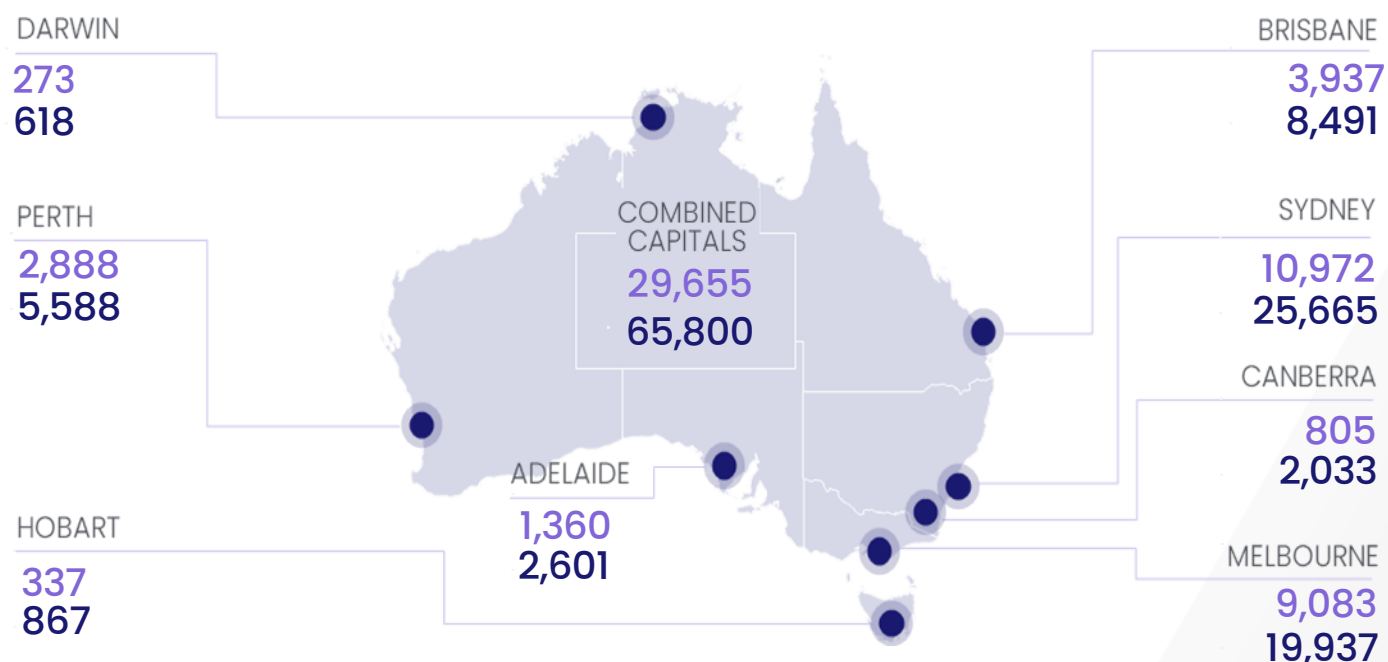 DARWIN
273
618
PERTH
2,888
5,588
HOBART
337
867
ADELAIDE
1,360
2,601
COMBINED
CAPITALS
29,655
65,800
BRISBANE
3,937
8,491
SYDNEY
10,972
25,665
CANBERRA
805
2,033
MELBOURNE
9,083
19,937